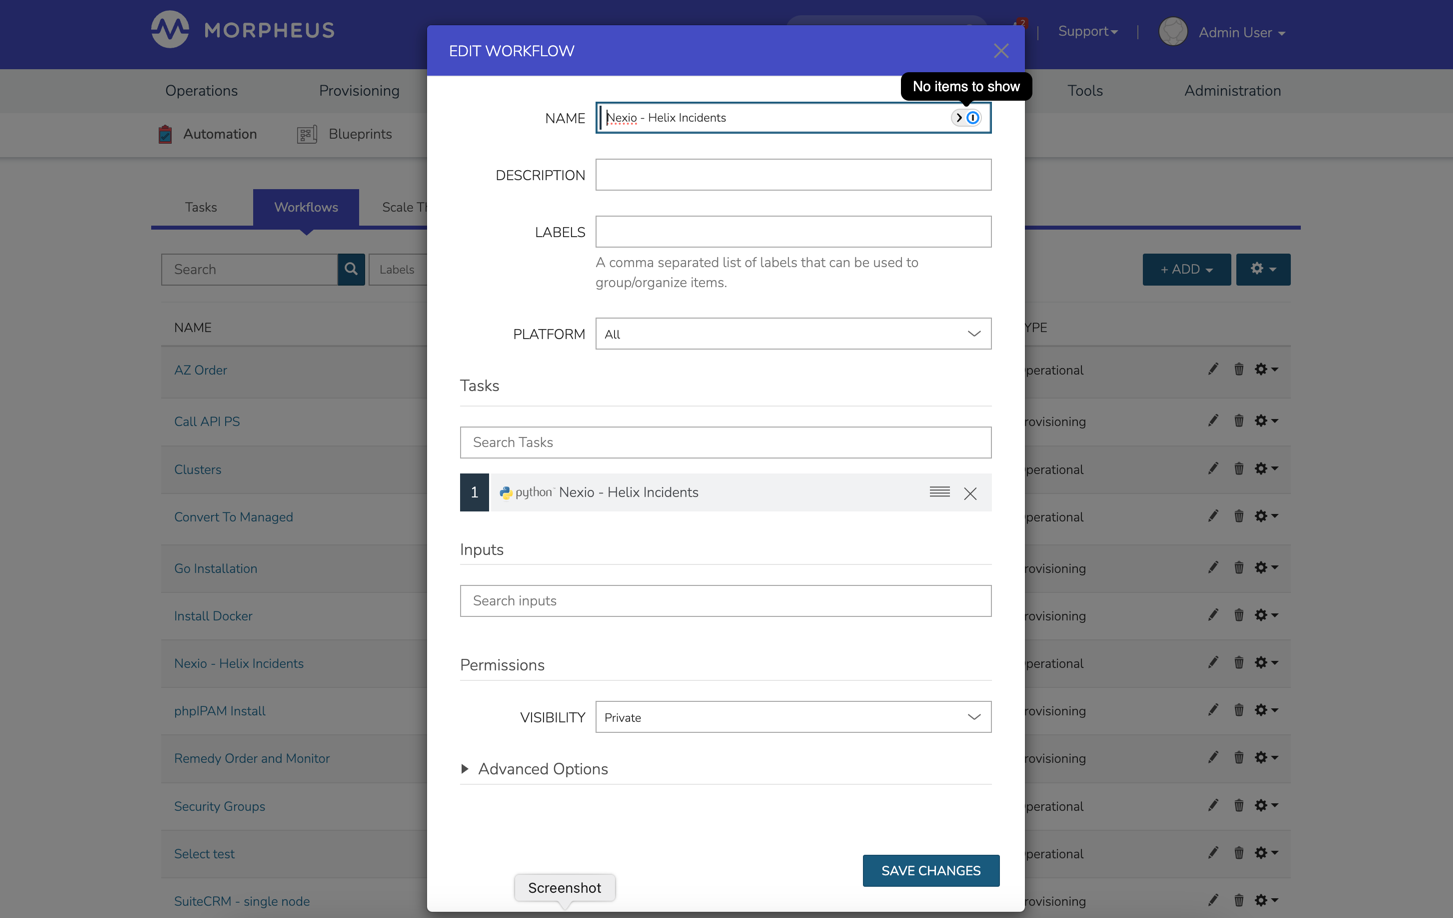 MORPHEUS
2
Support
Admin User
EDIT WORKFLOW
No items to show
Operations
Provisioning
Tools
Administration
Automation
Blueprints
NAME
Nexio - Helix Incidents
DESCRIPTION
LABELS
A comma separated list of labels that can be used to
group/organize items.
PLATFORM
All
Tasks
Search Tasks
1 python Nexio - Helix Incidents
Inputs
Search inputs
Permissions
VISIBILITY
Private
Advanced Options
SAVE CHANGES
Screenshot
Tasks
Workflows
Scale Th
Search
Labels
+ ADD
NAME
YPE
AZ Order
perational
Call API PS
rovisioning
Clusters
rovisioning
Convert To Managed
perational
Go Installation
rovisioning
Install Docker
rovisioning
Nexio - Helix Incidents
perational
phpIPAM Install
rovisioning
Remedy Order and Monitor
rovisioning
Security Groups
perational
Select test
perational
SuiteCRM - single node
rovisioning